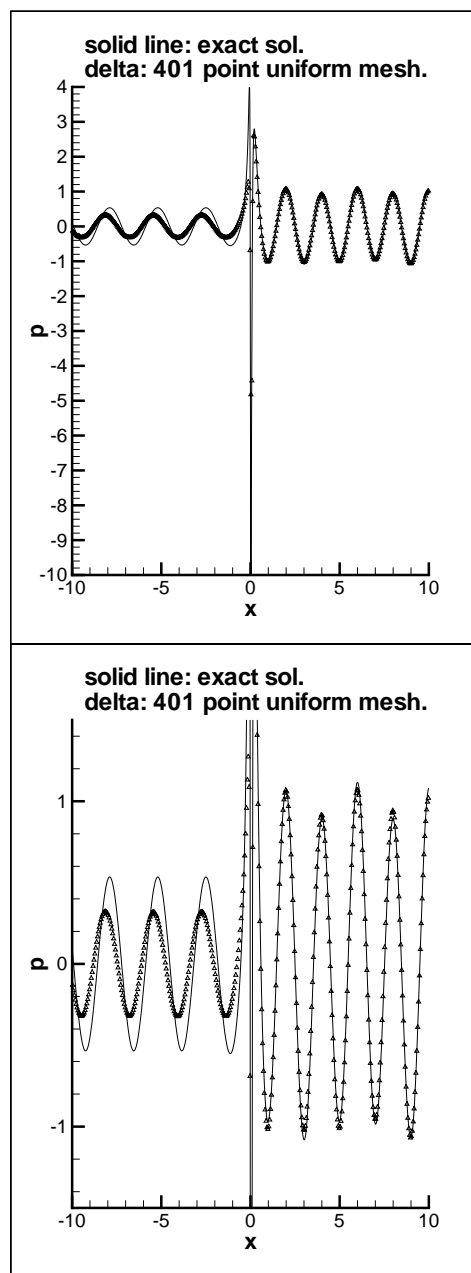 solid line: exact sol.
delta: 401 point uniform mesh.
4
3
2
1
0
-1
-2
-3
-4
-5
-6
-7
-8
-9
-10
p
-10 -5 0 5 10
x
solid line: exact sol.
delta: 401 point uniform mesh.
1
0
-1
p
-10 -5 0 5 10
x